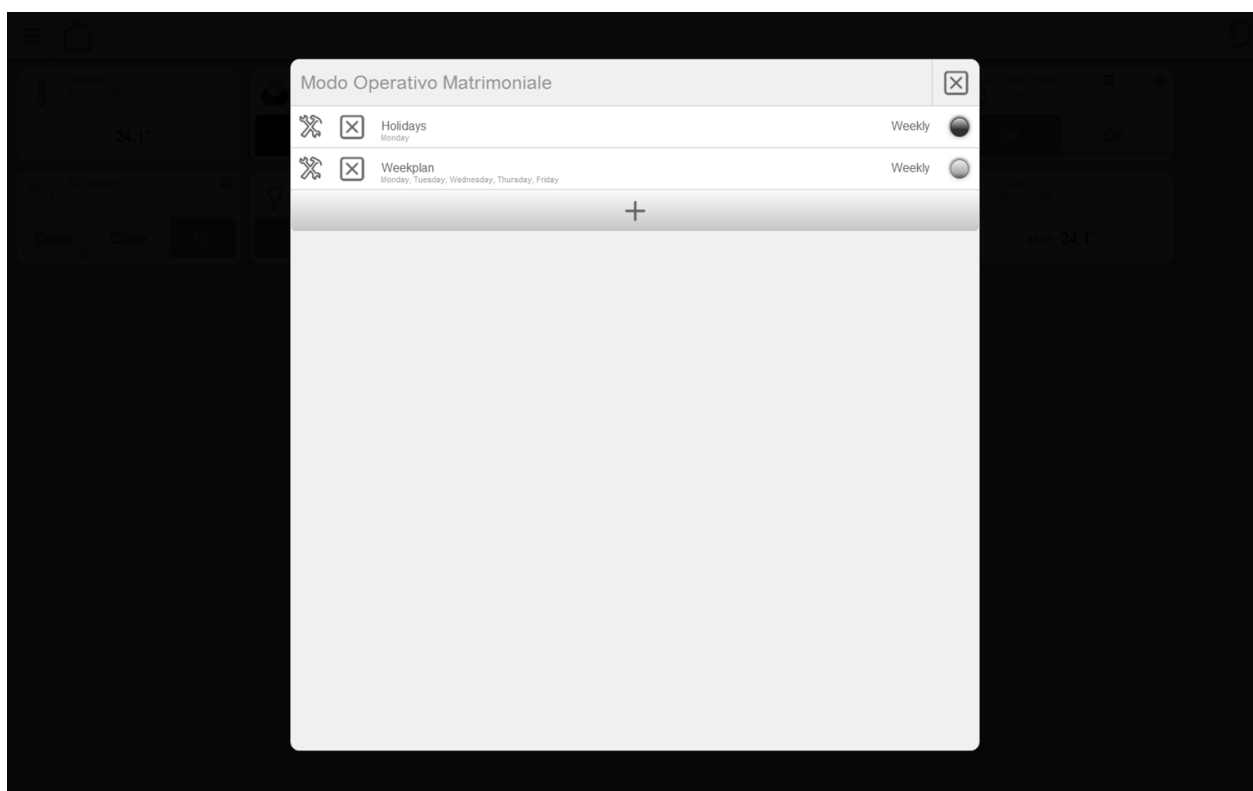 Modo Operativo Matrimoniale
Holidays
Monday
Weekly
Weekplan
Monday, Tuesday, Wednesday, Thursday, Friday
Weekly
24.1°
Off
On
Down
Close
Up
24.1°